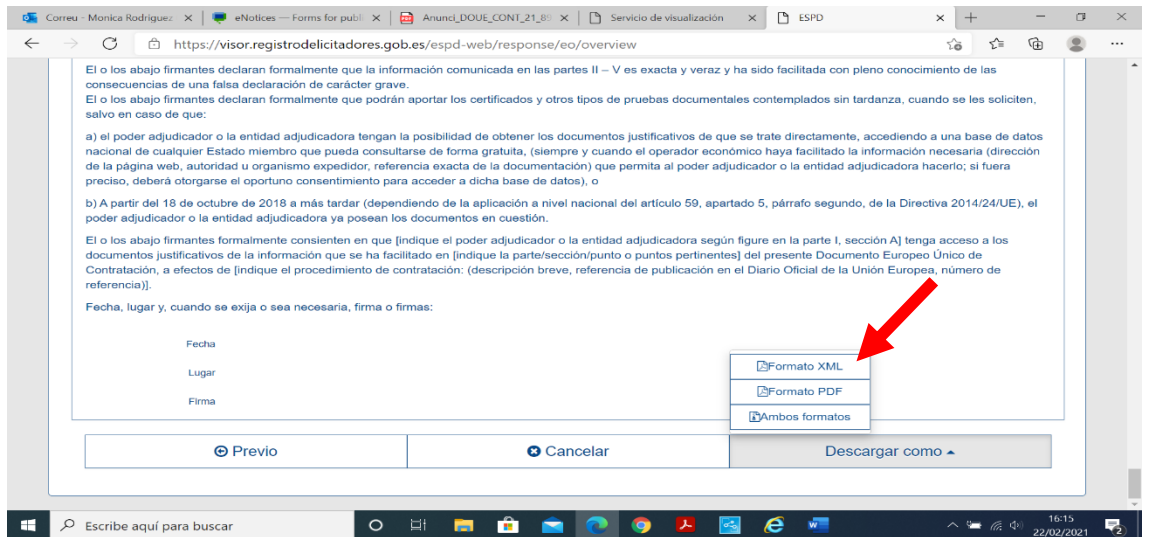 Correu - Monica Rodriguez
eNotices — Forms for publi
Anunci_DOUE_CONT_21_85
Servicio de visualización
ESPD
https://visor.registrodelicitadores.gob.es/espd-web/response/eo/overview
El o los abajo firmantes declaran formalmente que la información comunicada en las partes II – V es exacta y veraz y ha sido facilitada con pleno conocimiento de las
consecuencias de una falsa declaración de carácter grave.
El o los abajo firmantes declaran formalmente que podrán aportar los certificados y otros tipos de pruebas documentales contemplados sin tardanza, cuando se les soliciten,
salvo en caso de que:
a) el poder adjudicador o la entidad adjudicadora tengan la posibilidad de obtener los documentos justificativos de que se trate directamente, accediendo a una base de datos
nacional de cualquier Estado miembro que pueda consultarse de forma gratuita, (siempre y cuando el operador económico haya facilitado la información necesaria (dirección
de la página web, autoridad u organismo expedidor, referencia exacta de la documentación) que permita al poder adjudicador o la entidad adjudicadora hacerlo; si fuera
preciso, deberá otorgarse el oportuno consentimiento para acceder a dicha base de datos), o
b) A partir del 18 de octubre de 2018 a más tardar (dependiendo de la aplicación a nivel nacional del artículo 59, apartado 5, párrafo segundo, de la Directiva 2014/24/UE), el
poder adjudicador o la entidad adjudicadora ya posean los documentos en cuestión.
El o los abajo firmantes formalmente consienten en que [indique el poder adjudicador o la entidad adjudicadora según figure en la parte I, sección A] tenga acceso a los
documentos justificativos de la información que se ha facilitado en [indique la parte/sección/punto o puntos pertinentes] del presente Documento Europeo Único de
Contratación, a efectos de [indique el procedimiento de contratación: (descripción breve, referencia de publicación en el Diario Oficial de la Unión Europea, número de
referencia)].
Fecha, lugar y, cuando se exija o sea necesaria, firma o firmas:
Fecha
Lugar
Firma
Formato XML
Formato PDF
Ambos formatos
Previo
Cancelar
Descargar como
Escribe aquí para buscar
16:15
22/02/2021
2